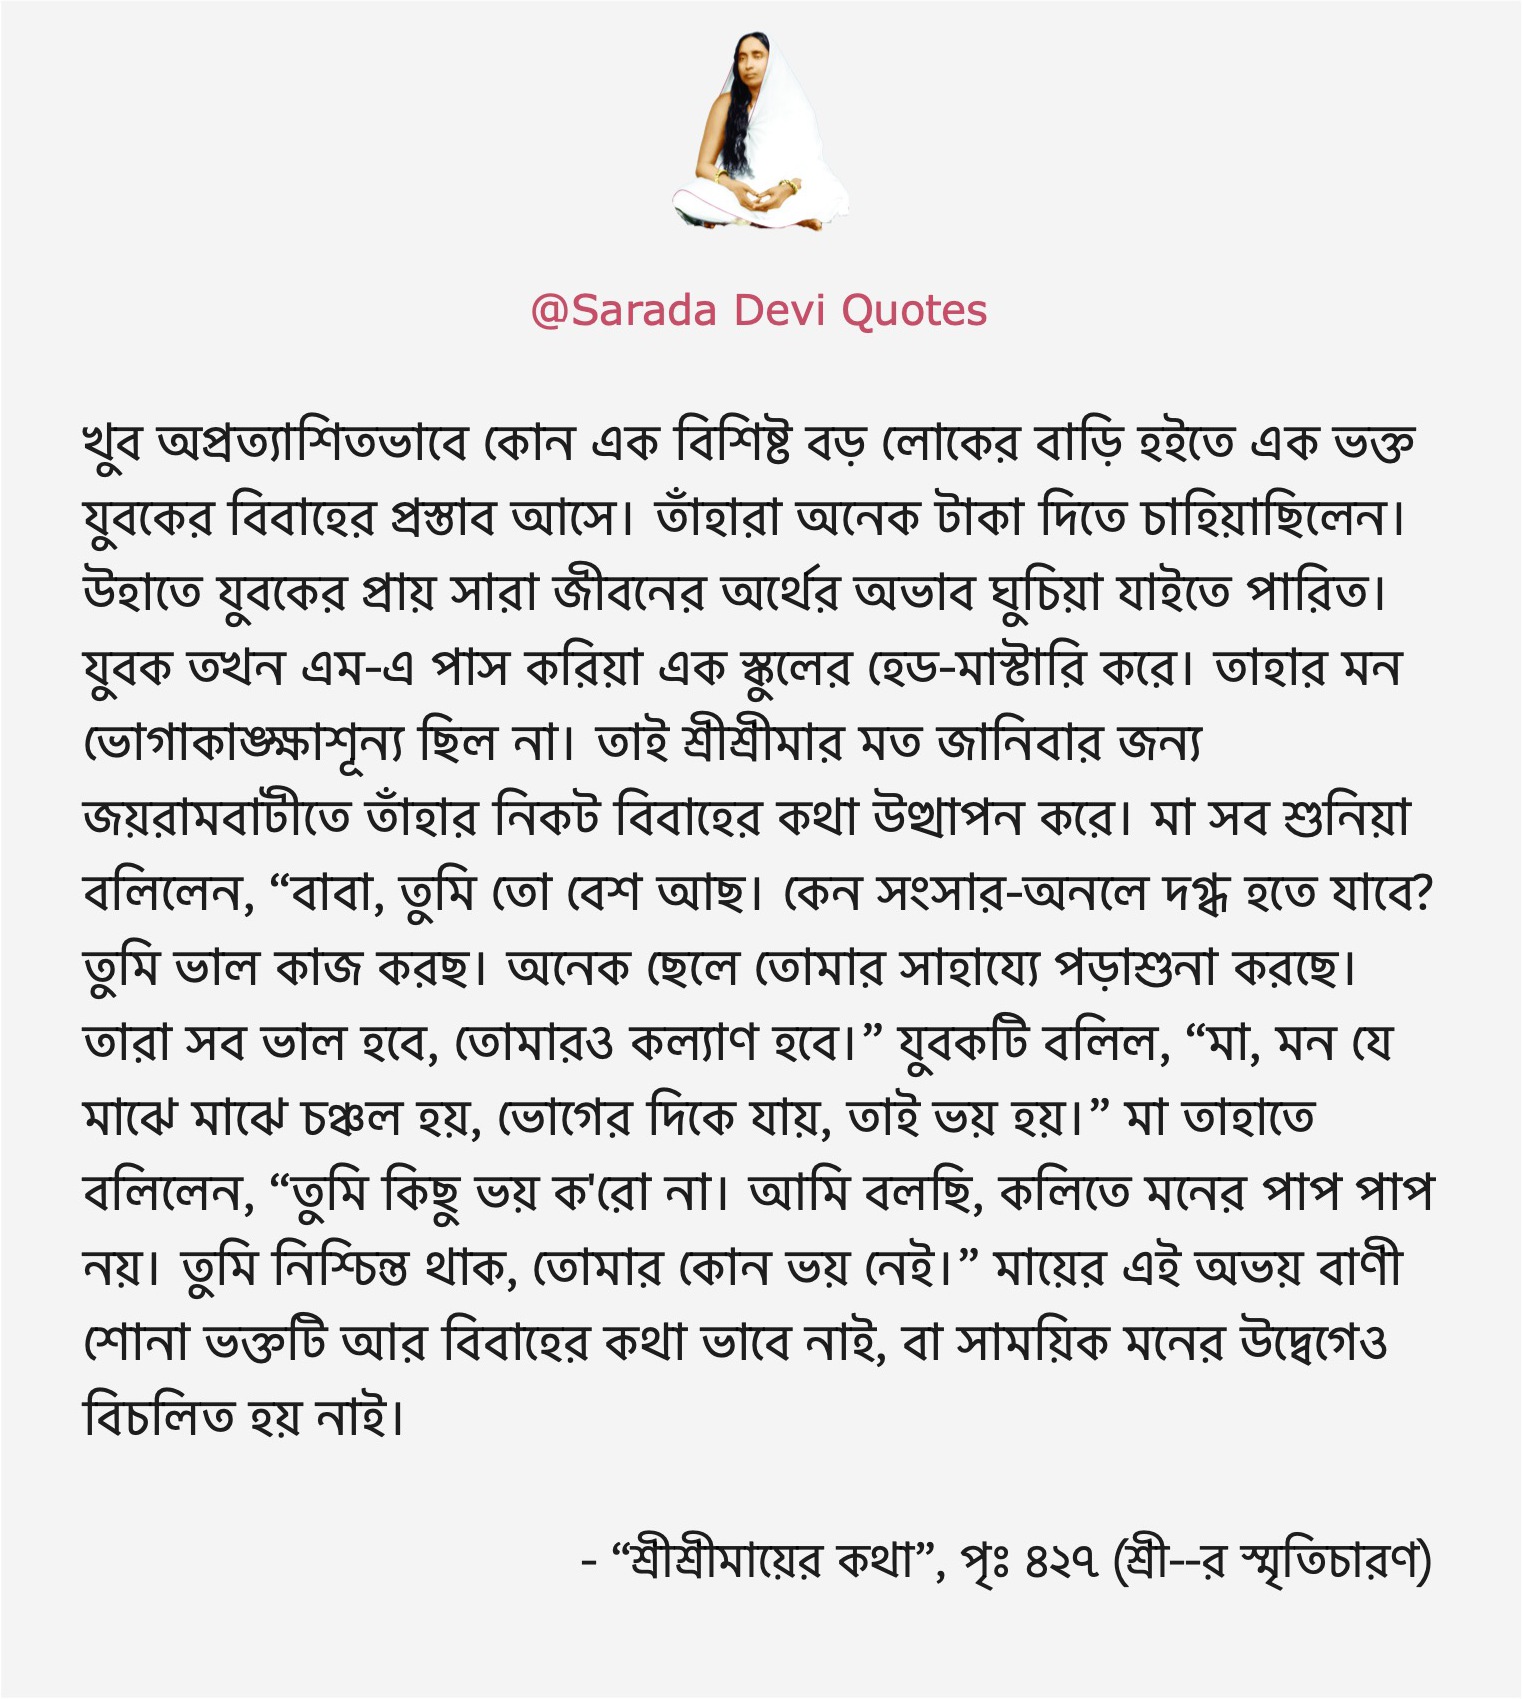 @Sarada Devi Quotes
খুব অপ্রত্যাশিতভাবে কোন এক বিশিষ্ট বড় লোকের বাড়ি হইতে এক ভক্ত
যুবকের বিবাহের প্রস্তাব আসে। তাঁহারা অনেক টাকা দিতে চাহিয়াছিলেন।
উহাতে যুবকের প্রায় সারা জীবনের অর্থের অভাব ঘুচিয়া যাইতে পারিত।
যুবক তখন এম-এ পাস করিয়া এক স্কুলের হেড-মাস্টারি করে। তাহার মন
ভোগাকাঙ্ক্ষাশূন্য ছিল না। তাই শ্রীশ্রীমার মত জানিবার জন্য
জয়রামবাটীতে তাঁহার নিকট বিবাহের কথা উত্থাপন করে। মা সব শুনিয়া
বলিলেন, “বাবা, তুমি তো বেশ আছ। কেন সংসার-অনলে দগ্ধ হতে যাবে?
তুমি ভাল কাজ করছ। অনেক ছেলে তোমার সাহায্যে পড়াশুনা করছে।
তারা সব ভাল হবে, তোমারও কল্যাণ হবে।” যুবকটি বলিল, “মা, মন যে
মাঝে মাঝে চঞ্চল হয়, ভোগের দিকে যায়, তাই ভয় হয়।” মা তাহাতে
বলিলেন, “তুমি কিছু ভয় ক'রো না। আমি বলছি, কলিতে মনের পাপ পাপ
নয়। তুমি নিশ্চিন্ত থাক, তোমার কোন ভয় নেই।” মায়ের এই অভয় বাণী
শোনা ভক্তটি আর বিবাহের কথা ভাবে নাই, বা সাময়িক মনের উদ্বেগেও
বিচলিত হয় নাই।
- “শ্রীশ্রীমায়ের কথা”, পৃঃ ৪২৭ (শ্রী--র স্মৃতিচারণ)